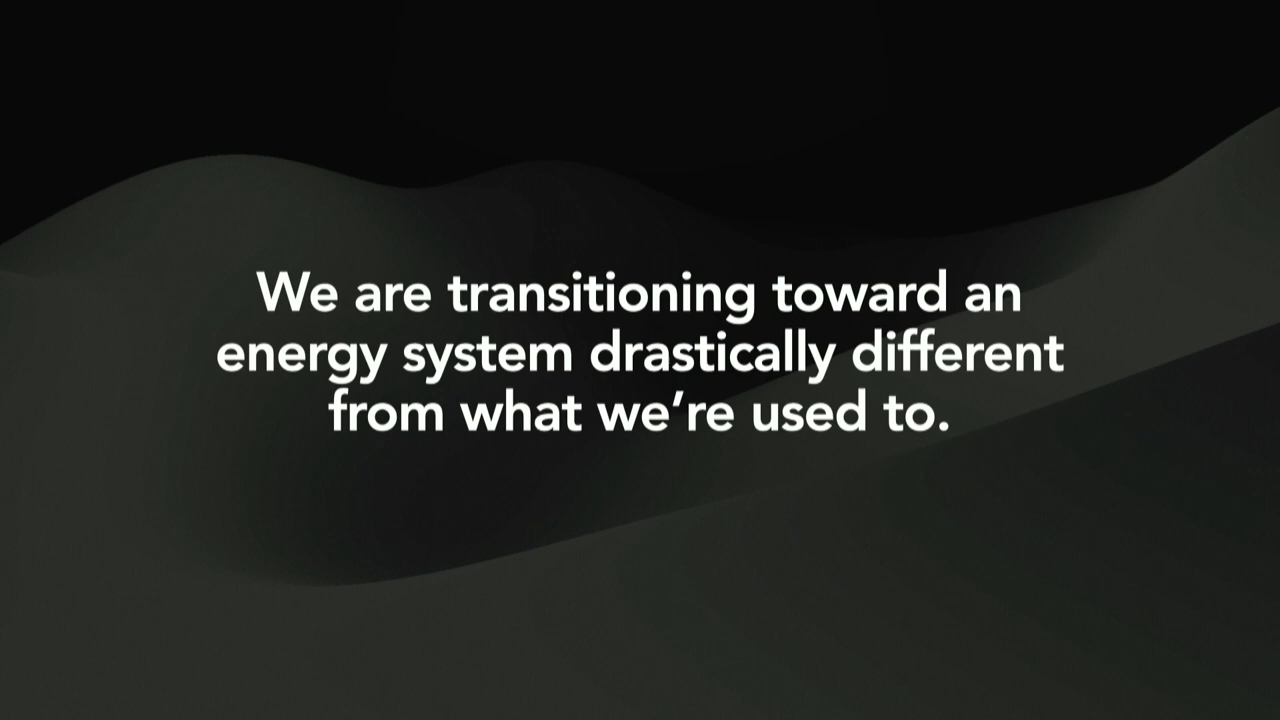 We are transitioning toward an
energy system drastically different
from what we’re used to.